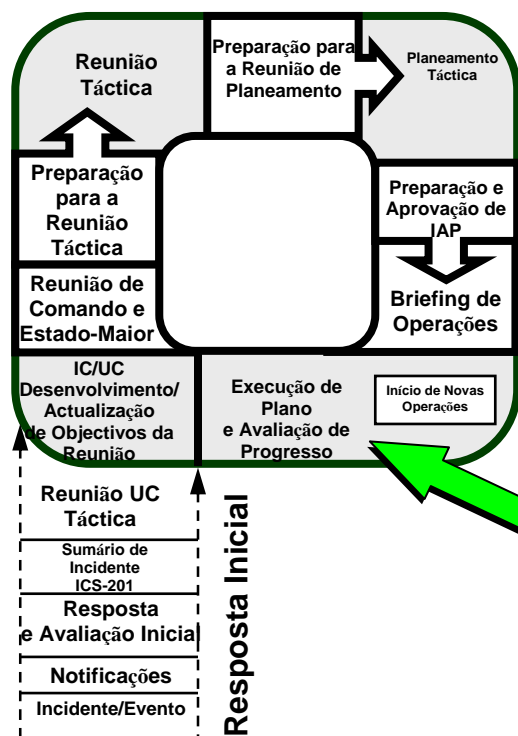 Reunião
Táctica
Preparação para
a Reunião de
Planeamento
Planeamento
Táctica
Preparação
para a
Reunião
Táctica
Preparação e
Aprovação de
IAP
Reunião de
Comando e
Estado-Maior
Briefing de
Operações
IC/UC
Desenvolvimento/
Actualização
de Objectivos da
Reunião
Execução de
Plano
e Avaliação de
Progresso
Início de Novas
Operações
Reunião UC
Táctica
Sumário de
Incidente
ICS-201
Resposta
e Avaliação Inicial
Notificações
Incidente/Evento
Resposta Inicial